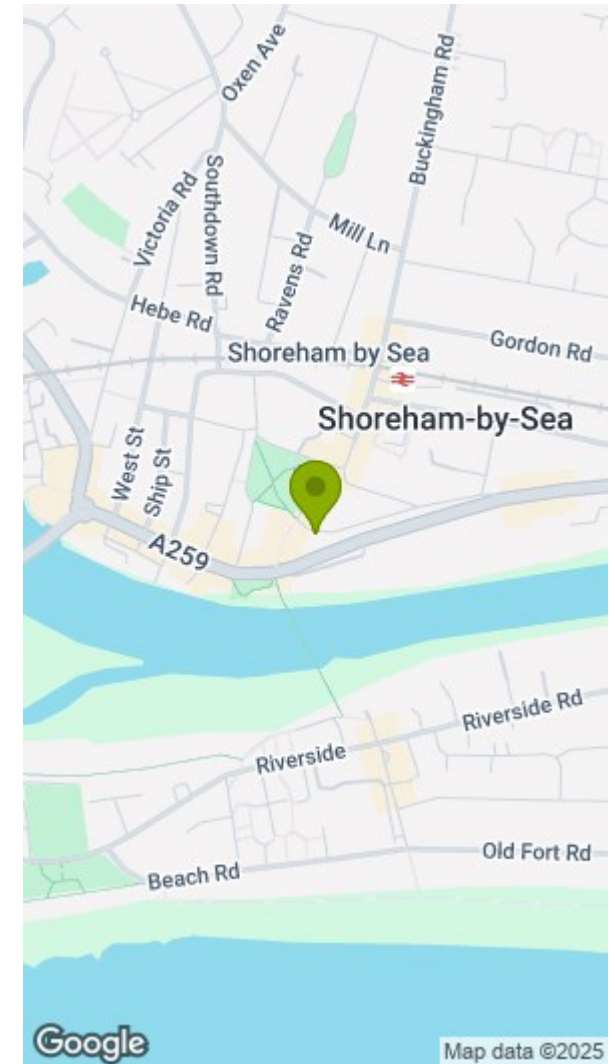 Oxen Ave
Buckingham Rd
Victoria Rd
Southdown Rd
Ravens Rd
Mill Ln
Hebe Rd
Gordon Rd
Shoreham by Sea
Shoreham-by-Sea
West St
Ship St
A259
Riverside Rd
Riverside
Old Fort Rd
Beach Rd
Google
Map data ©2025